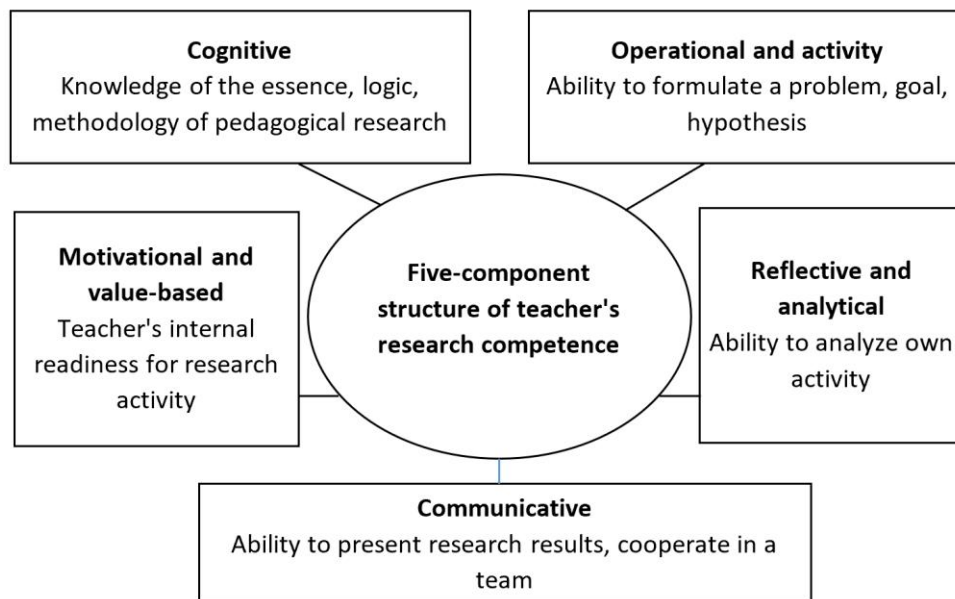 Cognitive
Knowledge of the essence, logic,
methodology of pedagogical research
Operational and activity
Ability to formulate a problem, goal,
hypothesis
Motivational and
value-based
Teacher's internal
readiness for research
activity
Five-component
structure of teacher's
research competence
Reflective and
analytical
Ability to analyze own
activity
Communicative
Ability to present research results, cooperate in a
team